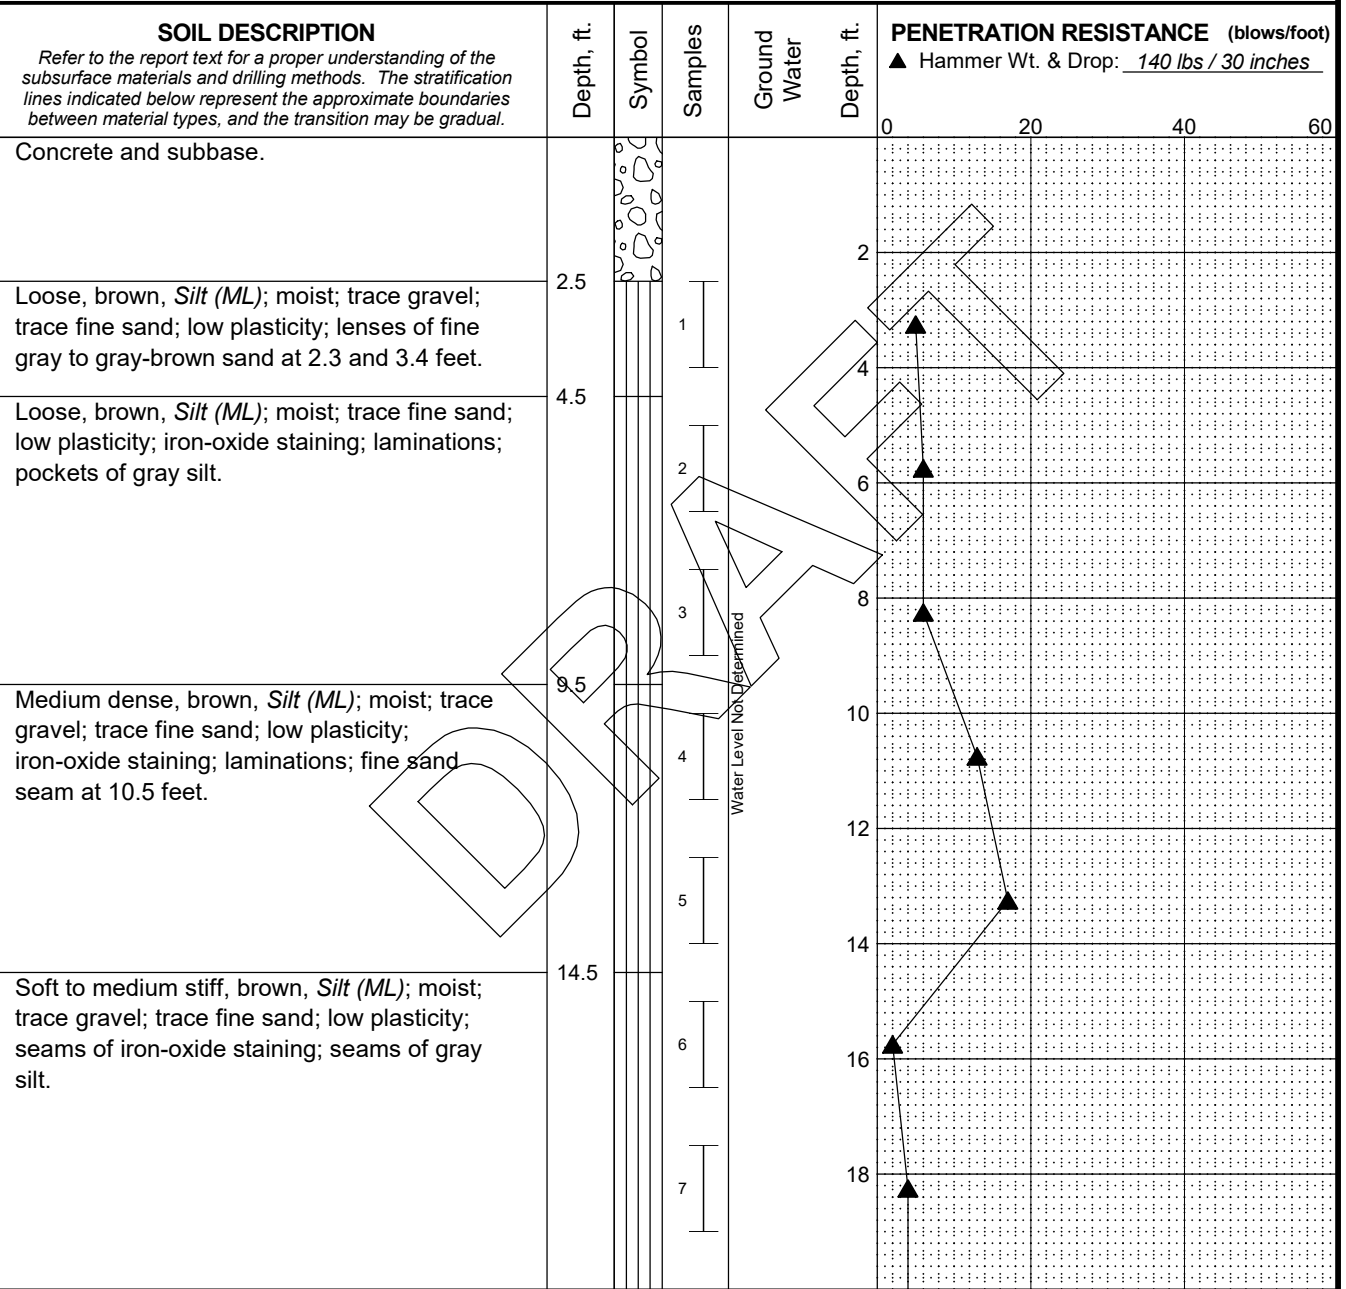 SOIL DESCRIPTION
Refer to the report text for a proper understanding of the
subsurface materials and drilling methods. The stratification
lines indicated below represent the approximate boundaries
between material types, and the transition may be gradual.
Depth, ft.
Symbol
Samples
Ground
Water
Depth, ft.
PENETRATION RESISTANCE (blows/foot)
▲ Hammer Wt. & Drop: 140 lbs / 30 inches
0 20 40 60
Concrete and subbase.
2.5
Loose, brown, Silt (ML); moist; trace gravel;
trace fine sand; low plasticity; lenses of fine
gray to gray-brown sand at 2.3 and 3.4 feet.
4.5
Loose, brown, Silt (ML); moist; trace fine sand;
low plasticity; iron-oxide staining; laminations;
pockets of gray silt.
9.5
Medium dense, brown, Silt (ML); moist; trace
gravel; trace fine sand; low plasticity;
iron-oxide staining; laminations; fine sand
seam at 10.5 feet.
14.5
Soft to medium stiff, brown, Silt (ML); moist;
trace gravel; trace fine sand; low plasticity;
seams of iron-oxide staining; seams of gray
silt.
1
2
3
4
5
6
7
Water Level Not Determined
2
4
6
8
10
12
14
16
18
DRAFT